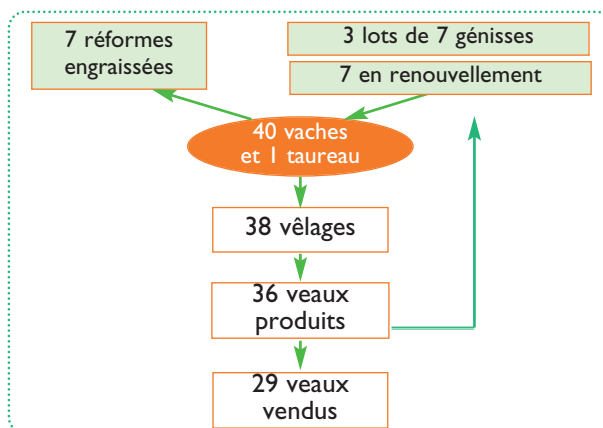 7 réformes
engraissées
3 lots de 7 génisses
7 en renouvellement
40 vaches
et 1 taureau
38 vêlages
36 veaux
produits
29 veaux
vendus